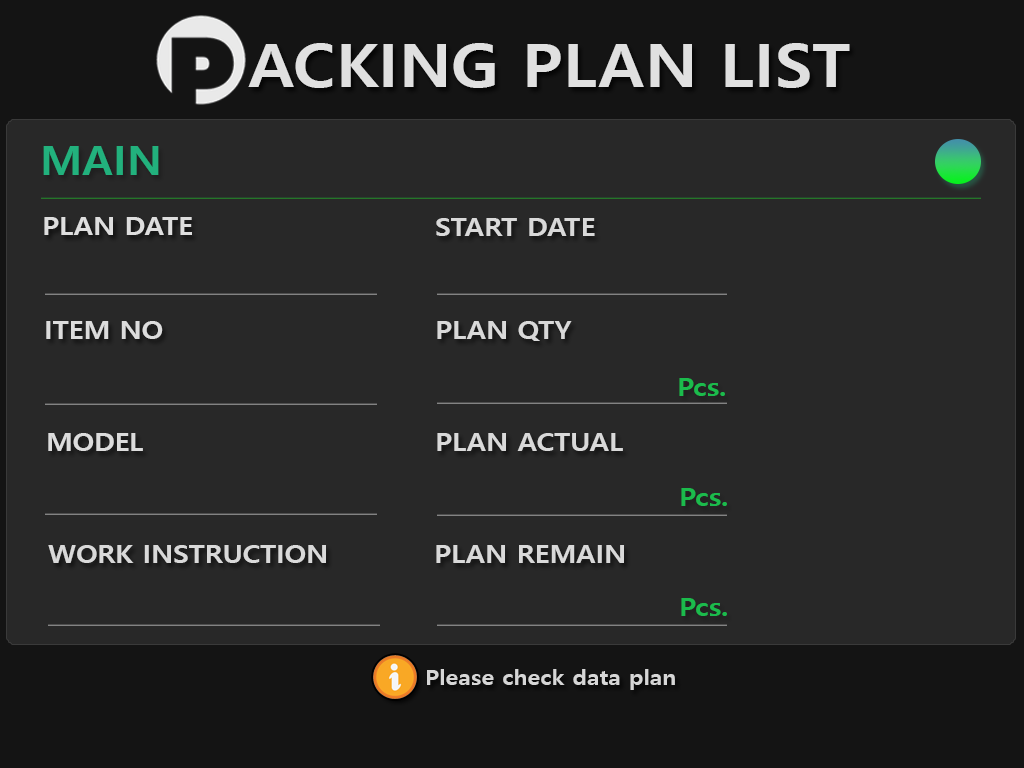 PACKING PLAN LIST
MAIN
PLAN DATE
START DATE
ITEM NO
PLAN QTY
Pcs.
MODEL
PLAN ACTUAL
Pcs.
WORK INSTRUCTION
PLAN REMAIN
Pcs.
Please check data plan